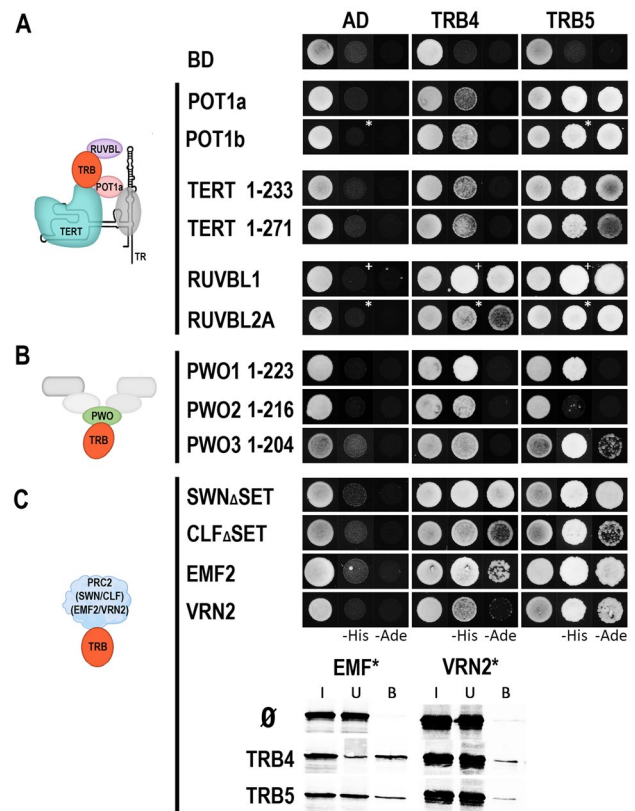 A
AD TRB4 TRB5
BD
POT1a
POT1b * *
TERT 1-233
TERT 1-271
RUVBL1 + + +
RUVBL2A * * *
RUVBL
TRB
POT1a
TERT
TR
B
PWO1 1-223
PWO2 1-216
PWO3 1-204
PWO
TRB
C
SWNΔSET
CLFΔSET
EMF2
VRN2
PRC2
(SWN/CLF)
(EMF2/VRN2)
TRB
-His -Ade -His -Ade -His -Ade
EMF* VRN2*
I U B I U B
Ø
TRB4
TRB5